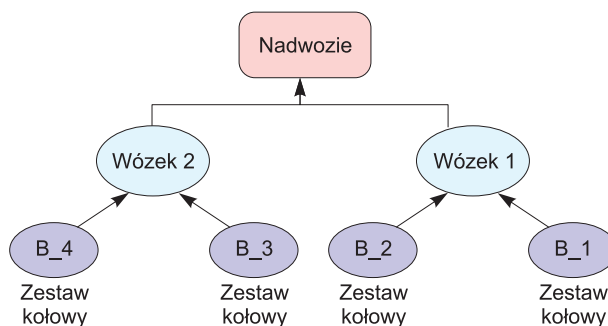 Nadwozie
Wózek 2
Wózek 1
B_4
B_3
B_2
B_1
Zestaw
kołowy
Zestaw
kołowy
Zestaw
kołowy
Zestaw
kołowy